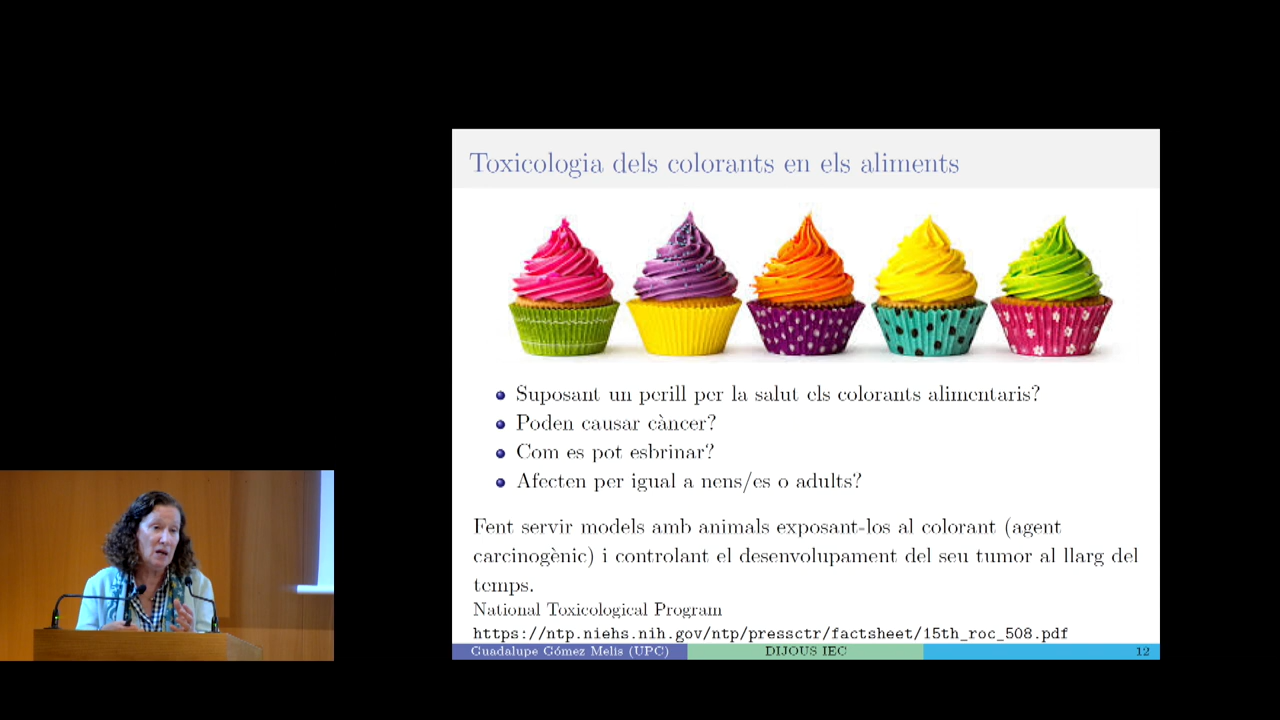 Toxicologia dels colorants en els aliments
Suposant un perill per la salut els colorants alimentaris?
Poden causar càncer?
Com es pot esbrinar?
Afecten per igual a nens/es o adults?
Fent servir models amb animals exposant-los al colorant (agent
carcinogènic) i controlant el desenvolupament del seu tumor al llarg del
temps.
National Toxicological Program
https://ntp.niehs.nih.gov/ntp/pressctr/factsheet/15th_roc_508.pdf
Guadalupe Gómez Melis (UPC) DIJOUS IEC 12